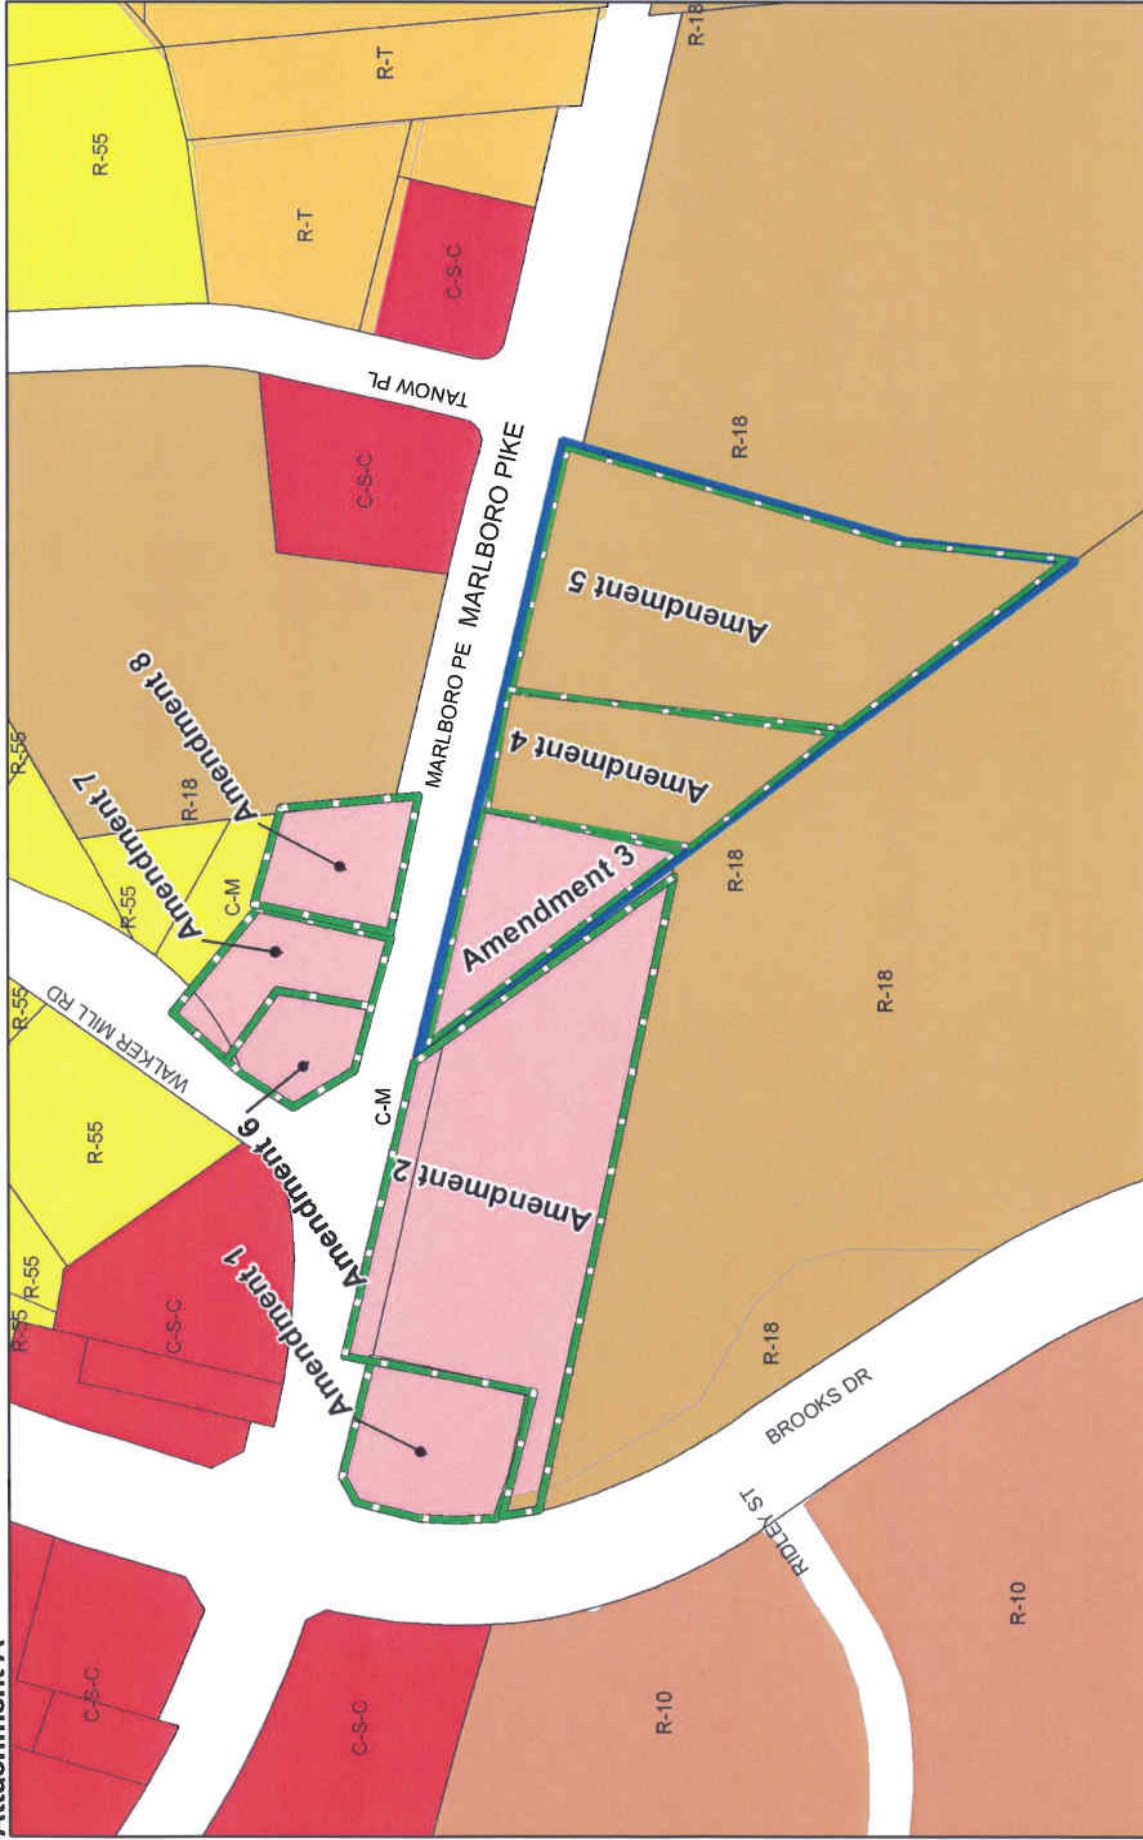 Attachment A
R-55
R-T
R-18
R-T
C-S-C
TANOW PL
C-S-C
MARLBORO PIKE
MARLBORO PE
R-18
Amendment 8
Amendment 7
R-55
R-18
C-M
R-55
Amendment 5
Amendment 4
Amendment 3
R-18
R-18
WALKER MILL RD
R-55
R-55
R-55
R-55
C-S-C
C-M
Amendment 6
Amendment 2
Amendment 1
R-18
BROOKS DR
RIDLEY ST
C-S-C
C-S-C
R-10
R-10